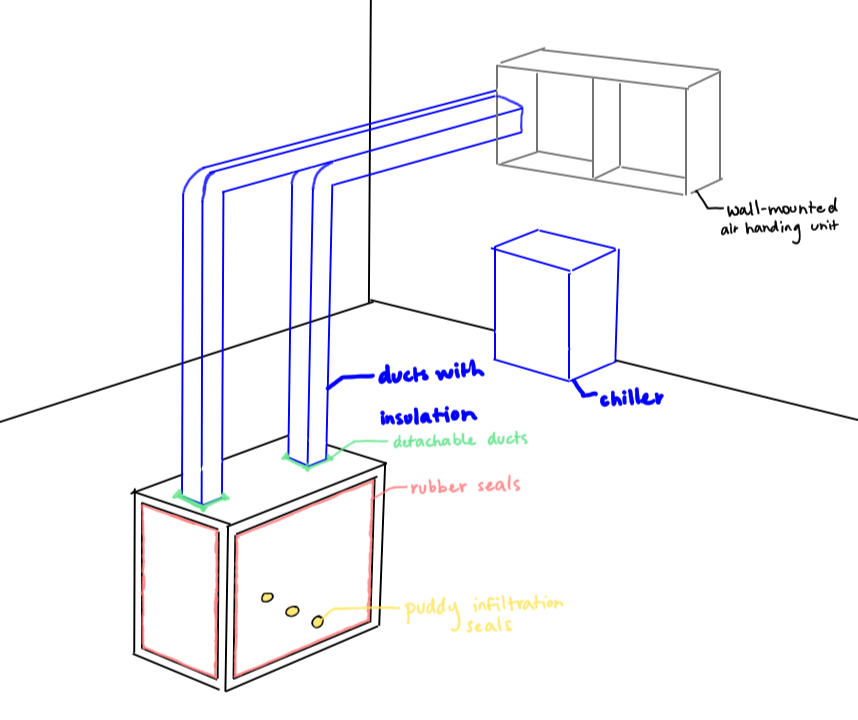 wall-mounted
air handing unit
ducts with
insulation
chiller
detachable ducts
rubber seals
puddy infiltration
seals